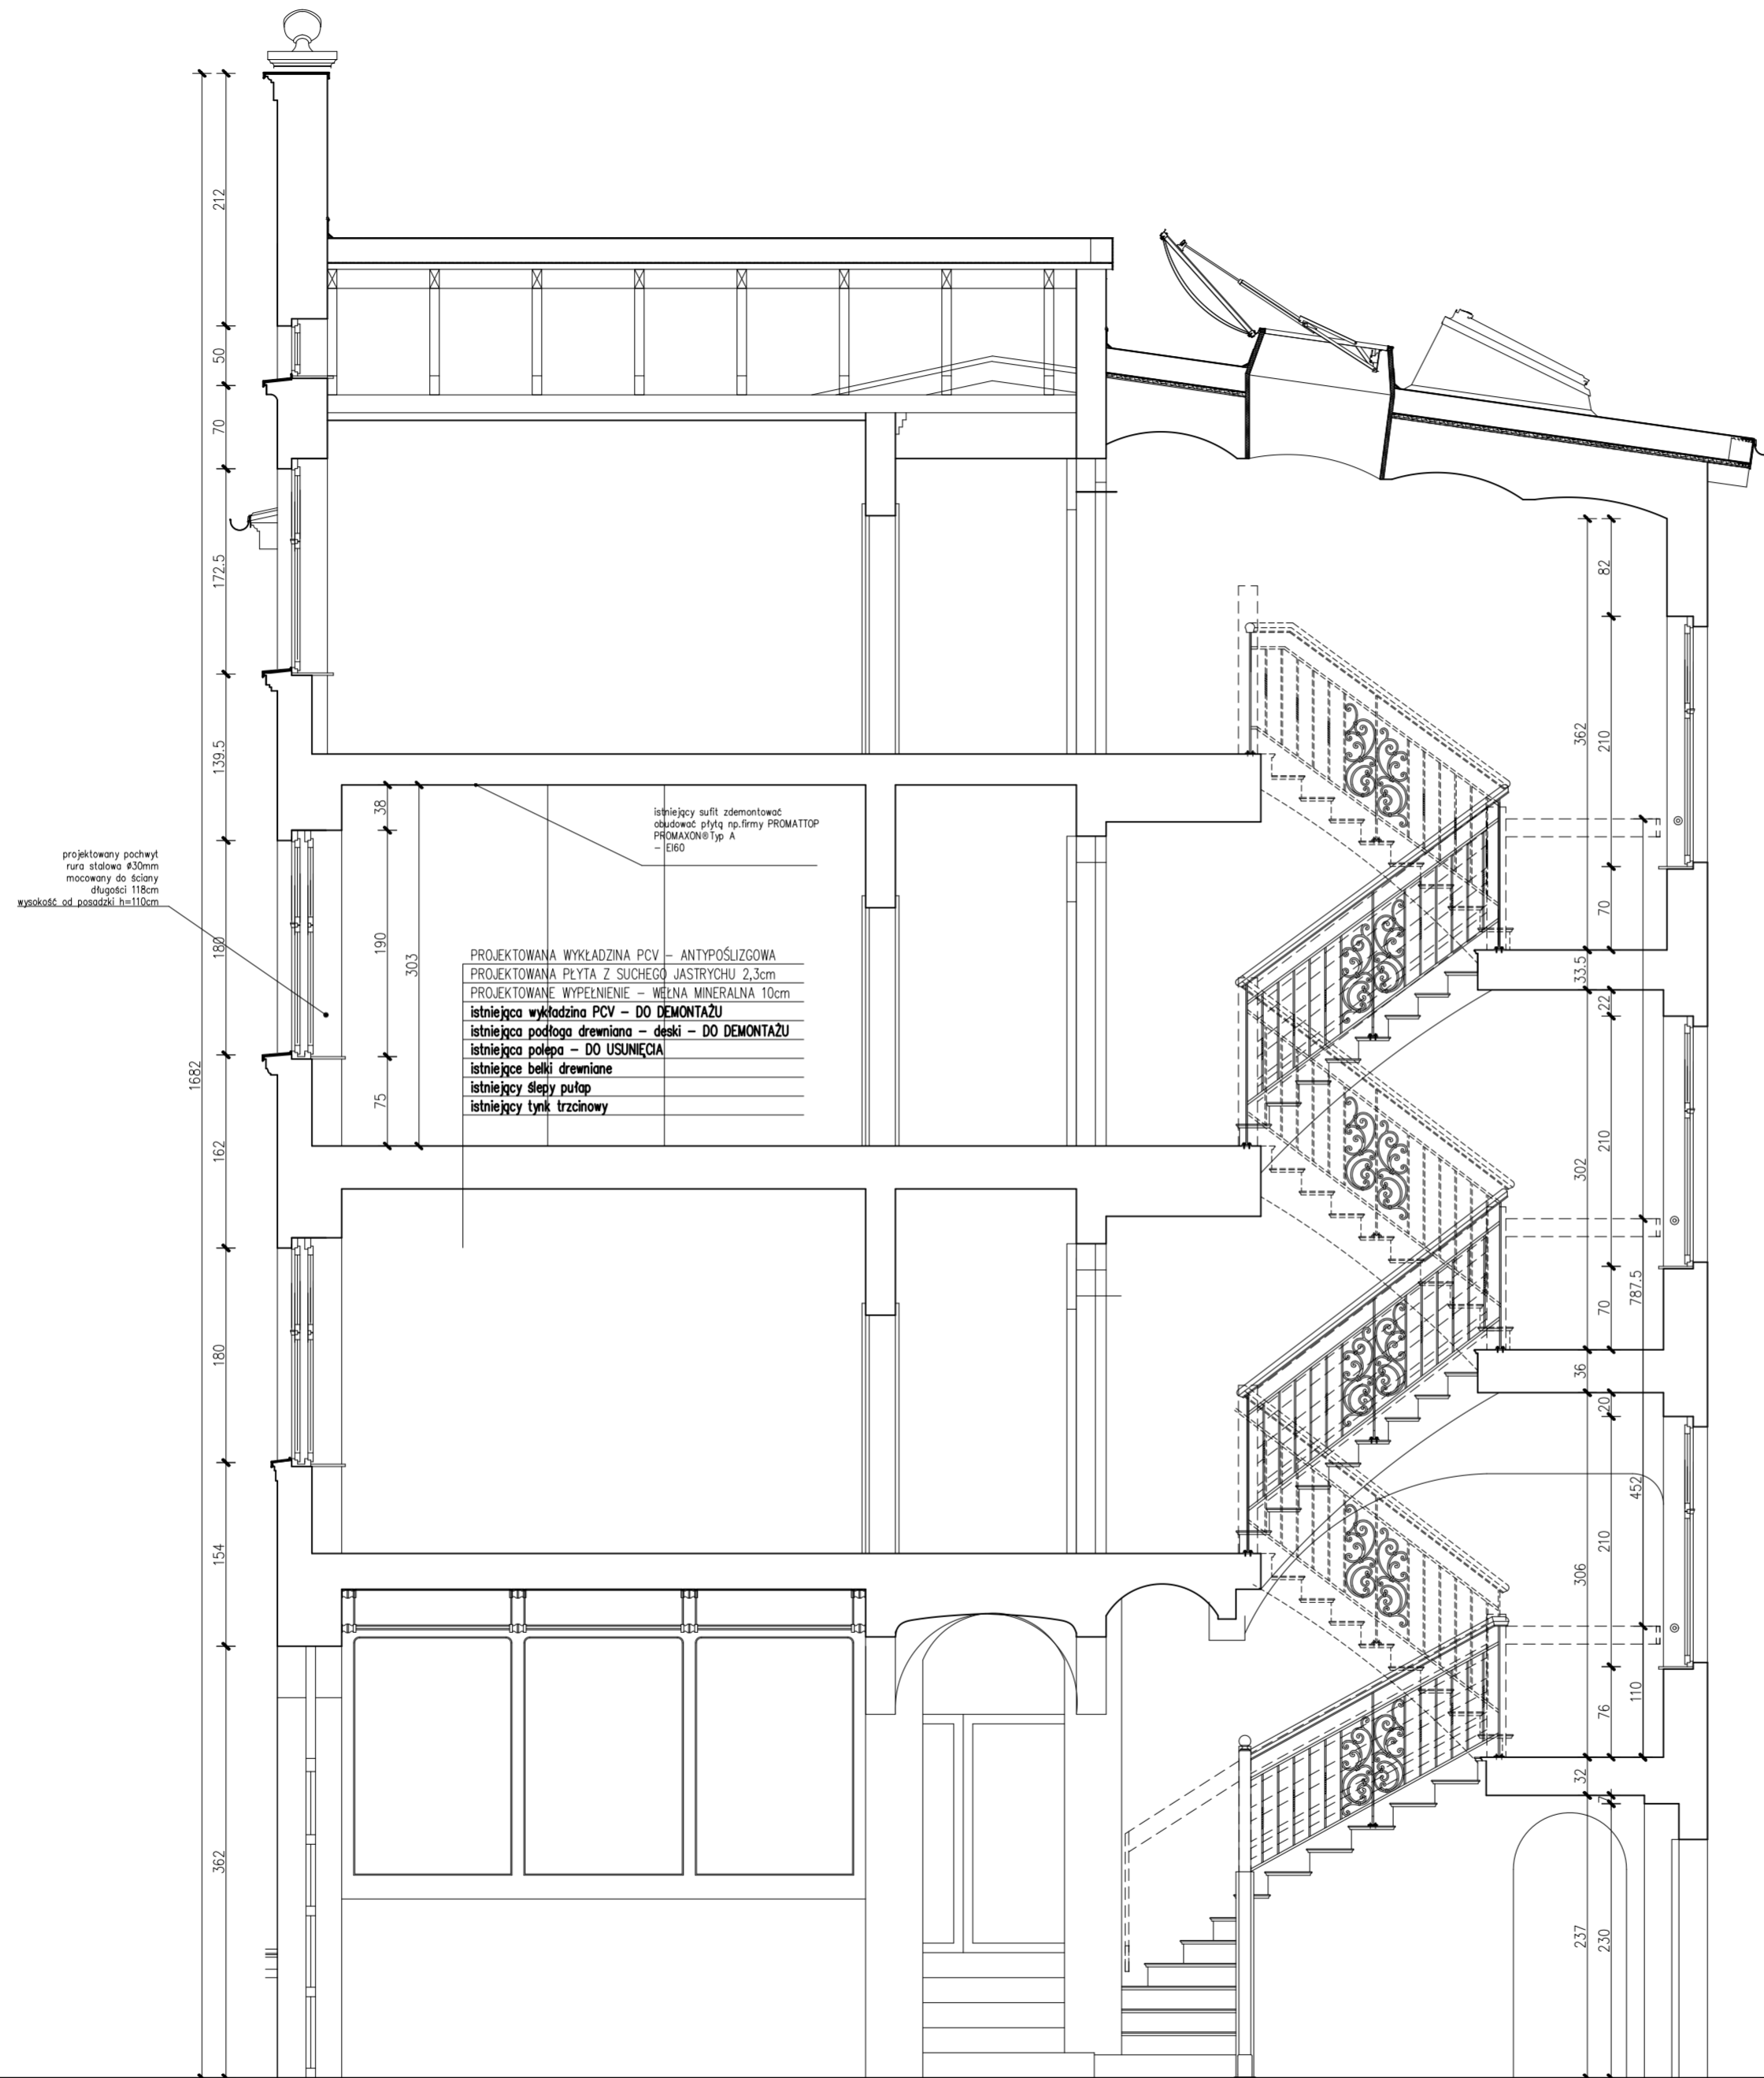 212
50
70
172.5
139.5
180
162
180
154
362
1682
projektowany pochwyt
rura stalowa ø30mm
mocowany do ściany
długości 118cm
wysokość od posadzki h=110cm
38
190
75
303
istniejący sufit zdemontować
obudować płytą np.firmy PROMATTOP
PROMAXON®Typ A
– EI60
PROJEKTOWANA WYKŁADZINA PCV – ANTYPOŚLIZGOWA
PROJEKTOWANA PŁYTA Z SUCHEGO JASTRYCHU 2,3cm
PROJEKTOWANE WYPEŁNIENIE – WEŁNA MINERALNA 10cm
istniejąca wykładzina PCV – DO DEMONTAŻU
istniejąca podłoga drewniana – deski – DO DEMONTAŻU
istniejąca polepa – DO USUNIĘCIA
istniejące belki drewniane
istniejący ślepy pułap
istniejący tynk trzcinowy
362
33.5
302
36
306
32
237
82
210
70
22
210
70
20
210
76
7
230
787.5
452
110